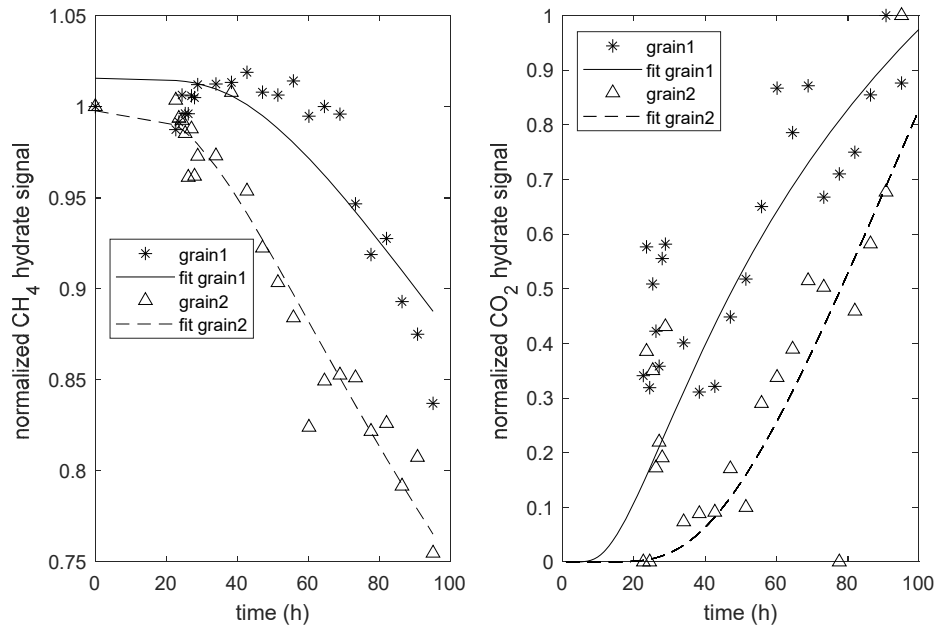 1.05
1
0.95
0.9
0.85
0.8
0.75
0 20 40 60 80 100
time (h)
normalized CH4 hydrate signal
grain1
fit grain1
grain2
fit grain2
1
0.9
0.8
0.7
0.6
0.5
0.4
0.3
0.2
0.1
0
0 20 40 60 80 100
time (h)
normalized CO2 hydrate signal
grain1
fit grain1
grain2
fit grain2